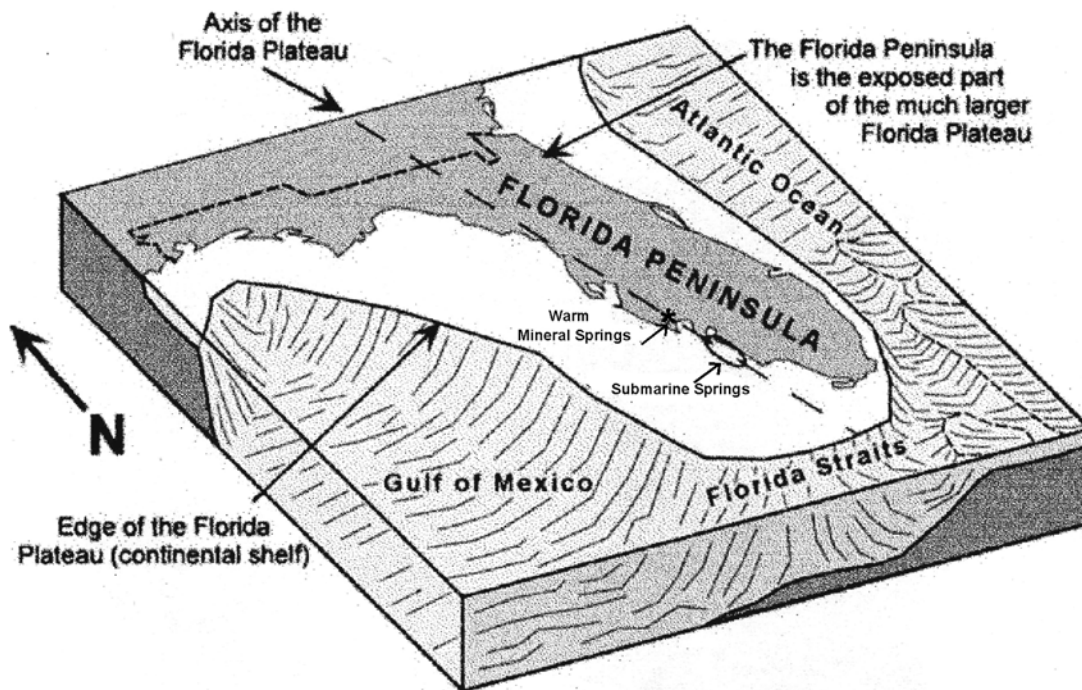 Axis of the
Florida Plateau
The Florida Peninsula
is the exposed part
of the much larger
Florida Plateau
Atlantic Ocean
FLORIDA PENINSULA
Warm
Mineral Springs
Submarine Springs
N
Gulf of Mexico
Florida Straits
Edge of the Florida
Plateau (continental shelf)